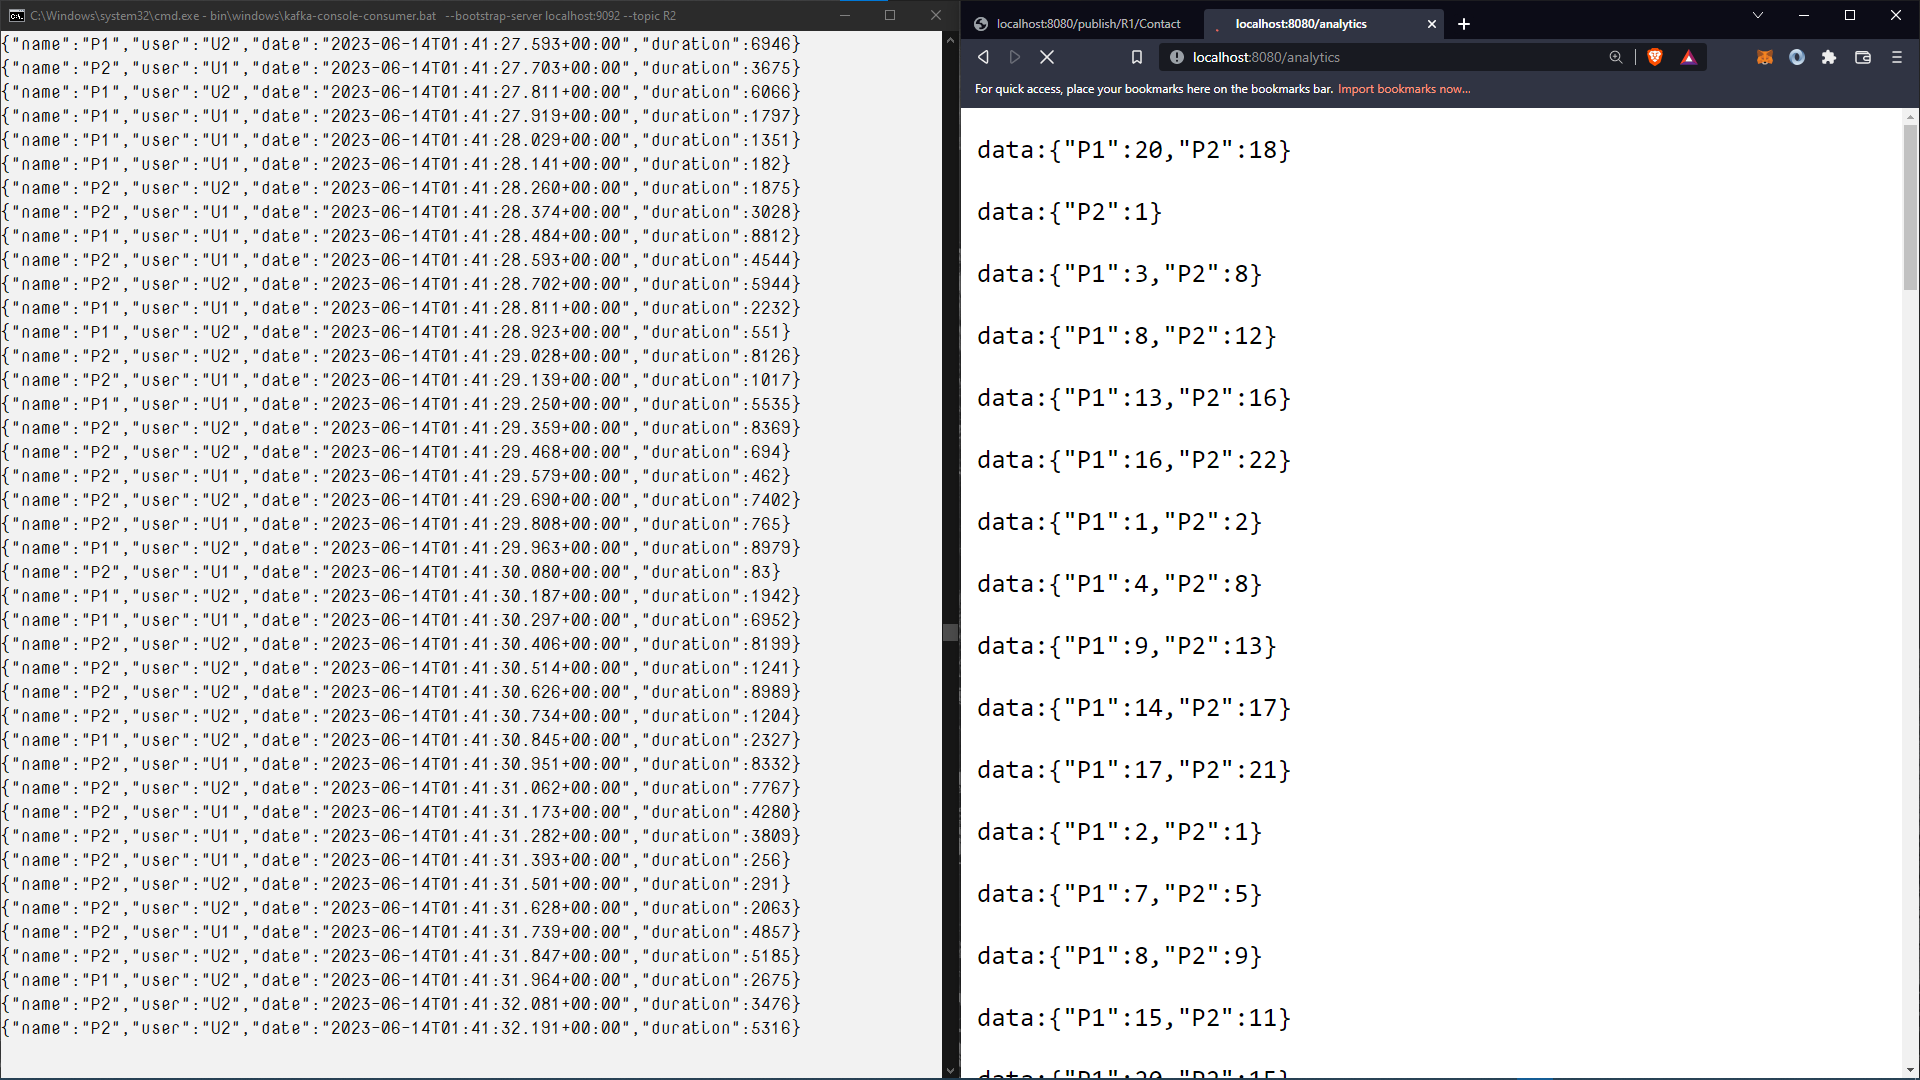 C:\Windows\system32\cmd.exe - bin\windows\kafka-console-consumer.bat  --bootstrap-server localhost:9092 --topic R2
{"name":"P1","user":"U2","date":"2023-06-14T01:41:27.593+00:00","duration":6946}
{"name":"P2","user":"U1","date":"2023-06-14T01:41:27.703+00:00","duration":3675}
{"name":"P1","user":"U2","date":"2023-06-14T01:41:27.811+00:00","duration":6066}
{"name":"P1","user":"U1","date":"2023-06-14T01:41:27.919+00:00","duration":1797}
{"name":"P1","user":"U1","date":"2023-06-14T01:41:28.029+00:00","duration":1351}
{"name":"P1","user":"U1","date":"2023-06-14T01:41:28.141+00:00","duration":182}
{"name":"P2","user":"U2","date":"2023-06-14T01:41:28.260+00:00","duration":1875}
{"name":"P2","user":"U1","date":"2023-06-14T01:41:28.374+00:00","duration":3028}
{"name":"P1","user":"U1","date":"2023-06-14T01:41:28.484+00:00","duration":8812}
{"name":"P2","user":"U1","date":"2023-06-14T01:41:28.593+00:00","duration":4544}
{"name":"P2","user":"U2","date":"2023-06-14T01:41:28.702+00:00","duration":5944}
{"name":"P1","user":"U1","date":"2023-06-14T01:41:28.811+00:00","duration":2232}
{"name":"P1","user":"U2","date":"2023-06-14T01:41:28.923+00:00","duration":551}
{"name":"P2","user":"U2","date":"2023-06-14T01:41:29.028+00:00","duration":8126}
{"name":"P2","user":"U1","date":"2023-06-14T01:41:29.139+00:00","duration":1017}
{"name":"P1","user":"U1","date":"2023-06-14T01:41:29.250+00:00","duration":5535}
{"name":"P2","user":"U2","date":"2023-06-14T01:41:29.359+00:00","duration":8369}
{"name":"P2","user":"U2","date":"2023-06-14T01:41:29.468+00:00","duration":694}
{"name":"P2","user":"U1","date":"2023-06-14T01:41:29.579+00:00","duration":462}
{"name":"P2","user":"U2","date":"2023-06-14T01:41:29.690+00:00","duration":7402}
{"name":"P2","user":"U1","date":"2023-06-14T01:41:29.808+00:00","duration":765}
{"name":"P1","user":"U2","date":"2023-06-14T01:41:29.963+00:00","duration":8979}
{"name":"P2","user":"U1","date":"2023-06-14T01:41:30.080+00:00","duration":83}
{"name":"P1","user":"U2","date":"2023-06-14T01:41:30.187+00:00","duration":1942}
{"name":"P1","user":"U1","date":"2023-06-14T01:41:30.297+00:00","duration":6952}
{"name":"P2","user":"U2","date":"2023-06-14T01:41:30.406+00:00","duration":8199}
{"name":"P2","user":"U2","date":"2023-06-14T01:41:30.514+00:00","duration":1241}
{"name":"P2","user":"U2","date":"2023-06-14T01:41:30.626+00:00","duration":8989}
{"name":"P2","user":"U2","date":"2023-06-14T01:41:30.734+00:00","duration":1204}
{"name":"P1","user":"U2","date":"2023-06-14T01:41:30.845+00:00","duration":2327}
{"name":"P2","user":"U1","date":"2023-06-14T01:41:30.951+00:00","duration":8332}
{"name":"P2","user":"U2","date":"2023-06-14T01:41:31.062+00:00","duration":7767}
{"name":"P2","user":"U1","date":"2023-06-14T01:41:31.173+00:00","duration":4280}
{"name":"P2","user":"U1","date":"2023-06-14T01:41:31.282+00:00","duration":3809}
{"name":"P2","user":"U1","date":"2023-06-14T01:41:31.393+00:00","duration":256}
{"name":"P2","user":"U2","date":"2023-06-14T01:41:31.501+00:00","duration":291}
{"name":"P2","user":"U2","date":"2023-06-14T01:41:31.628+00:00","duration":2063}
{"name":"P2","user":"U1","date":"2023-06-14T01:41:31.739+00:00","duration":4857}
{"name":"P2","user":"U2","date":"2023-06-14T01:41:31.847+00:00","duration":5185}
{"name":"P1","user":"U2","date":"2023-06-14T01:41:31.964+00:00","duration":2675}
{"name":"P2","user":"U2","date":"2023-06-14T01:41:32.081+00:00","duration":3476}
{"name":"P2","user":"U2","date":"2023-06-14T01:41:32.191+00:00","duration":5316}
localhost:8080/publish/R1/Contact
localhost:8080/analytics
localhost:8080/analytics
For quick access, place your bookmarks here on the bookmarks bar. Import bookmarks now...
data:{"P1":20,"P2":18}
data:{"P2":1}
data:{"P1":3,"P2":8}
data:{"P1":8,"P2":12}
data:{"P1":13,"P2":16}
data:{"P1":16,"P2":22}
data:{"P1":1,"P2":2}
data:{"P1":4,"P2":8}
data:{"P1":9,"P2":13}
data:{"P1":14,"P2":17}
data:{"P1":17,"P2":21}
data:{"P1":2,"P2":1}
data:{"P1":7,"P2":5}
data:{"P1":8,"P2":9}
data:{"P1":15,"P2":11}
data:{"P1":20,"P2":15}